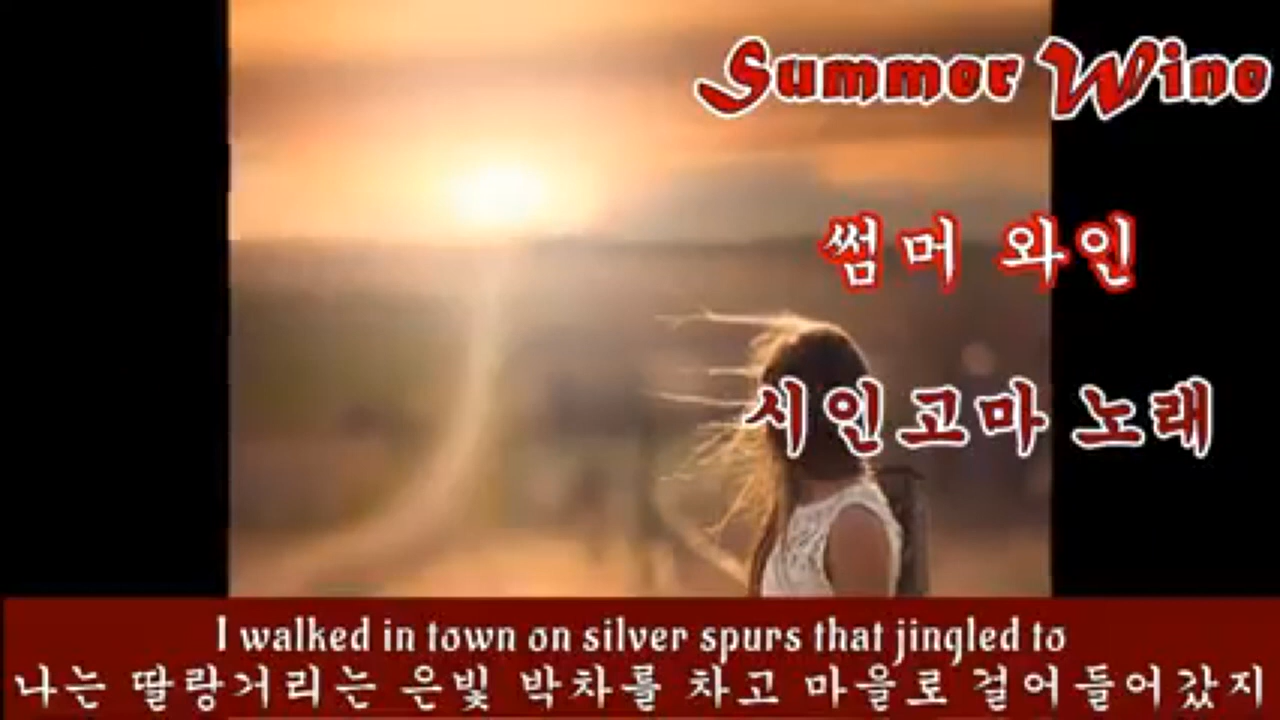 Summer Wine
썸머 와인
시인고마 노래
I walked in town on silver spurs that jingled to
나는 딸랑거리는 은빛 박차를 차고 마을로 걸어들어갔지